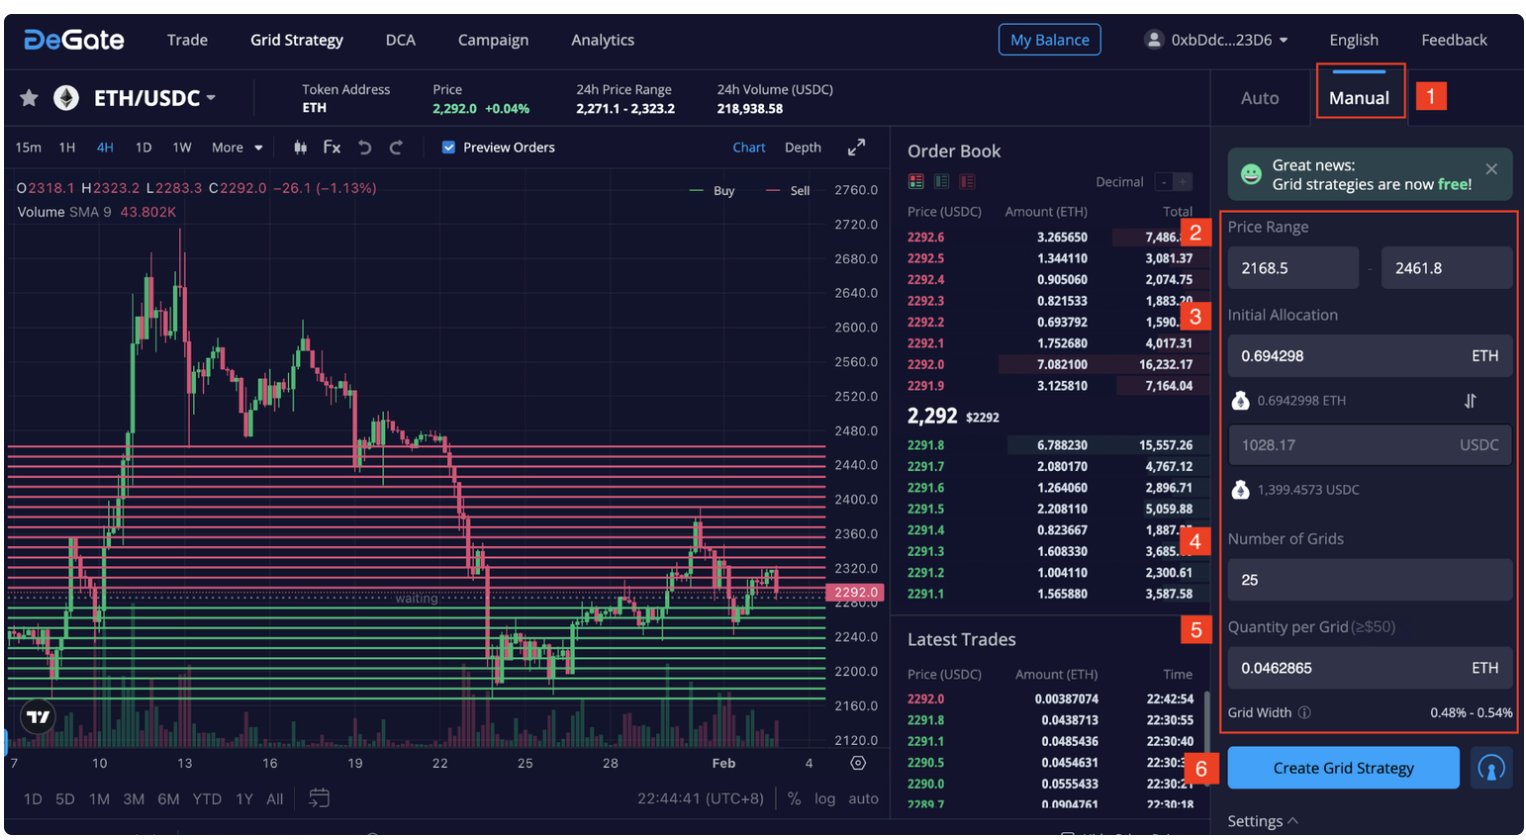 DeGate Trade Grid Strategy DCA Campaign Analytics My Balance 0xbDdc...23D6 English Feedback
ETH/USDC
Token Address
ETH
Price
2,292.0 +0.04%
24h Price Range
2,271.1 - 2,323.2
24h Volume (USDC)
218,938.58
Auto Manual 1
15m 1H 4H 1D 1W More Fx Preview Orders Chart Depth
O2318.1 H2323.2 L2283.3 C2292.0 −26.1 (−1.13%)
Volume SMA 9 43.802K
Buy Sell
2760.0
2720.0
2680.0
2640.0
2600.0
2560.0
2520.0
2480.0
2440.0
2400.0
2360.0
2320.0
2292.0
2280.0
2240.0
2200.0
2160.0
2120.0
waiting
7 10 13 16 19 22 25 28 Feb 4
1D 5D 1M 3M 6M YTD 1Y All 22:44:41 (UTC+8) % log auto
Order Book
Decimal - +
Price (USDC) Amount (ETH) Total
2292.6 3.265650 7,486.
2292.5 1.344110 3,081.37
2292.4 0.905060 2,074.75
2292.3 0.821533 1,883.20
2292.2 0.693792 1,590.
2292.1 1.752680 4,017.31
2292.0 7.082100 16,232.17
2291.9 3.125810 7,164.04
2,292 $2292
2291.8 6.788230 15,557.26
2291.7 2.080170 4,767.12
2291.6 1.264060 2,896.71
2291.5 2.208110 5,059.88
2291.4 0.823667 1,887.
2291.3 1.608330 3,685.
2291.2 1.004110 2,300.61
2291.1 1.565880 3,587.58
Latest Trades
Price (USDC) Amount (ETH) Time
2292.0 0.00387074 22:42:54
2291.8 0.0438713 22:30:55
2291.1 0.0485436 22:30:40
2290.5 0.0454631 22:30:
2290.0 0.0555433 22:30:21
2289.7 0.0904761 22:30:18
Great news:
Grid strategies are now free!
2
Price Range
2168.5 - 2461.8
3
Initial Allocation
0.694298 ETH
0.6942998 ETH
1028.17 USDC
1,399.4573 USDC
4
Number of Grids
25
5
Quantity per Grid (≥$50)
0.0462865 ETH
Grid Width 0.48% - 0.54%
6
Create Grid Strategy
Settings